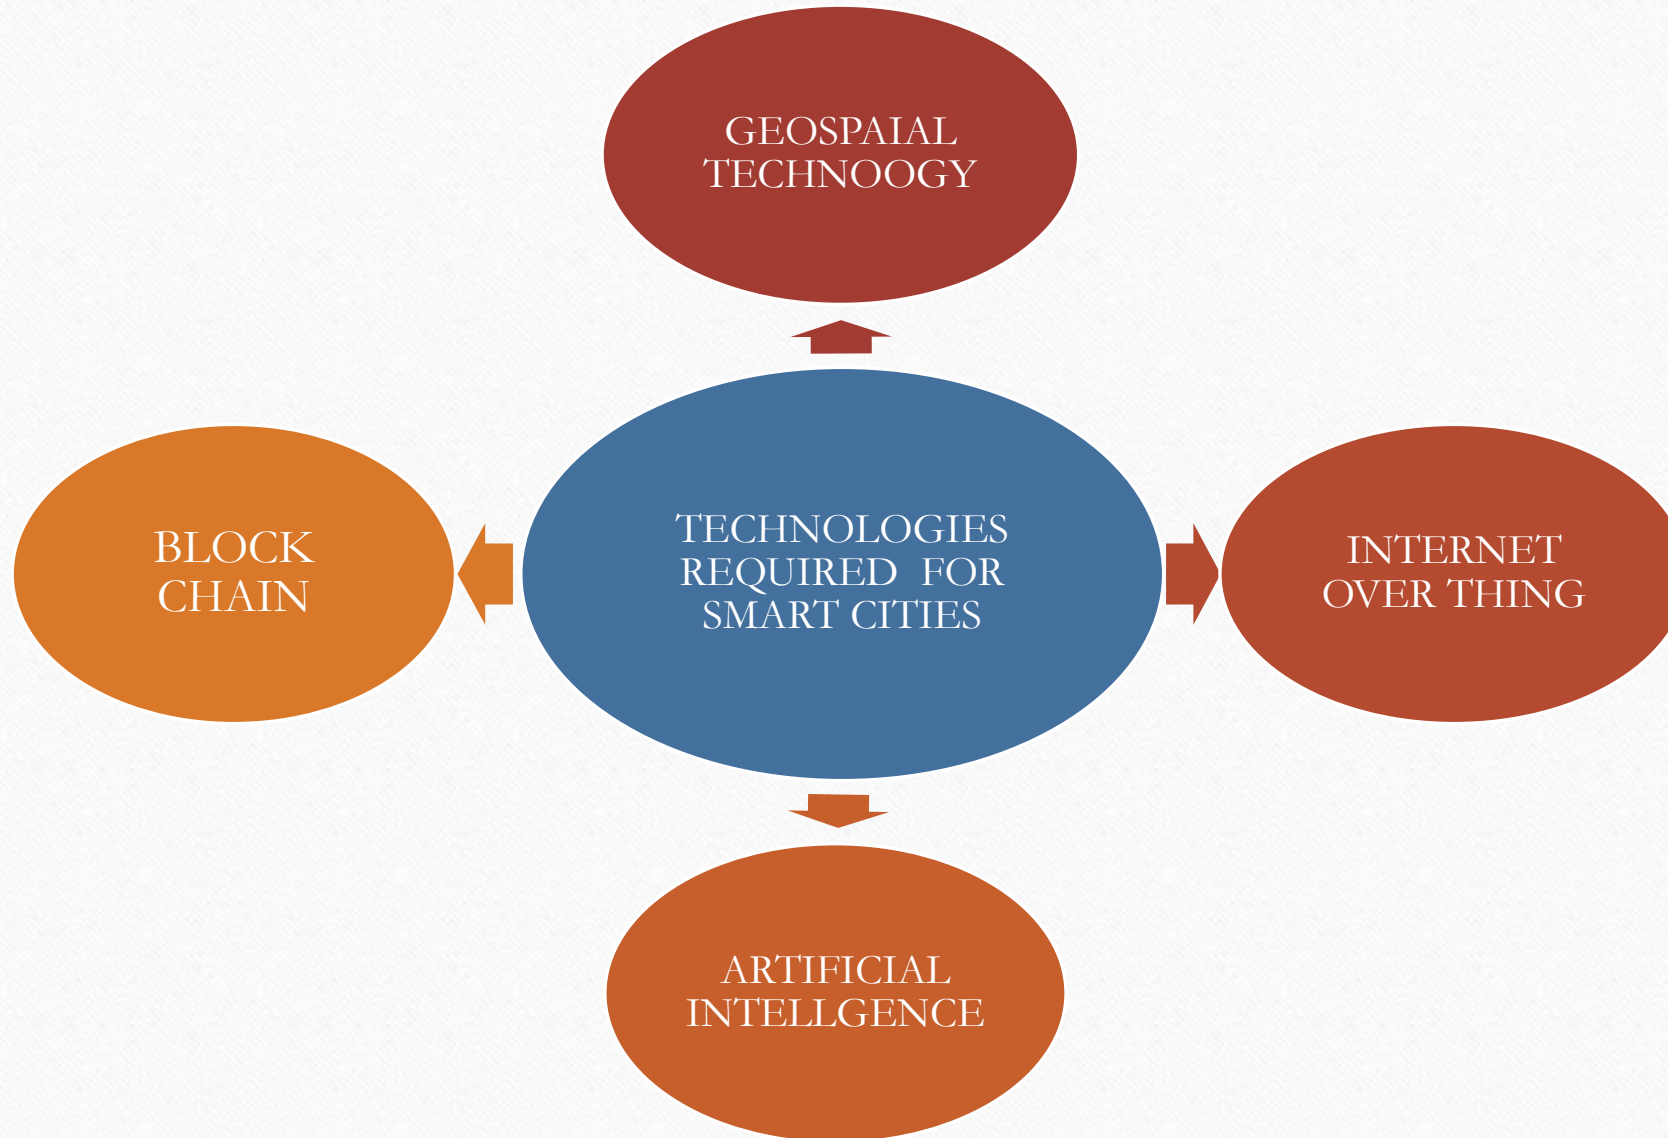 GEOSPAIAL
TECHNOOGY
BLOCK
CHAIN
TECHNOLOGIES
REQUIRED FOR
SMART CITIES
INTERNET
OVER THING
ARTIFICIAL
INTELLGENCE